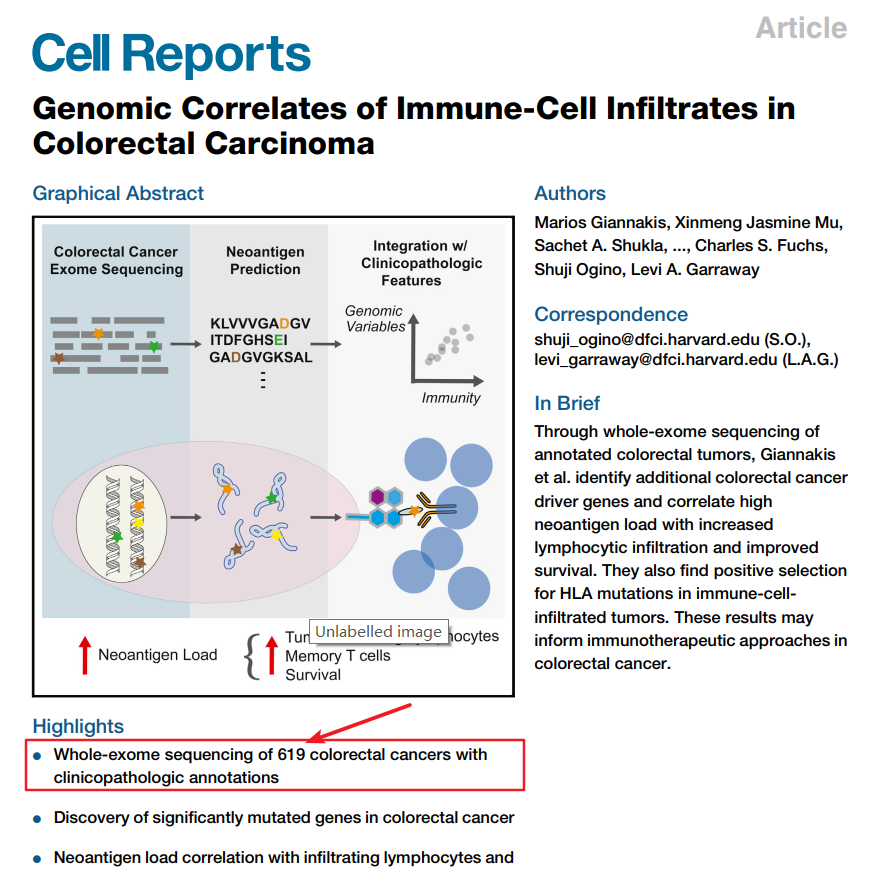 Article
Cell Reports
Genomic Correlates of Immune-Cell Infiltrates in
Colorectal Carcinoma
Graphical Abstract
Colorectal Cancer
Exome Sequencing
Neoantigen
Prediction
Integration w/
Clinicopathologic
Features
KLVVVGADGV
ITDFGHSEI
GADGVGKSAL
Genomic
Variables
Immunity
Neoantigen Load
Unlabelled image
Memory T cells
Survival
Authors
Marios Giannakis, Xinmeng Jasmine Mu,
Sachet A. Shukla, ..., Charles S. Fuchs,
Shuji Ogino, Levi A. Garraway
Correspondence
shuji_ogino@dfci.harvard.edu (S.O.),
levi_garraway@dfci.harvard.edu (L.A.G.)
In Brief
Through whole-exome sequencing of
annotated colorectal tumors, Giannakis
et al. identify additional colorectal cancer
driver genes and correlate high
neoantigen load with increased
lymphocytic infiltration and improved
survival. They also find positive selection
for HLA mutations in immune-cell-
infiltrated tumors. These results may
inform immunotherapeutic approaches in
colorectal cancer.
Highlights
Whole-exome sequencing of 619 colorectal cancers with
clinicopathologic annotations
Discovery of significantly mutated genes in colorectal cancer
Neoantigen load correlation with infiltrating lymphocytes and